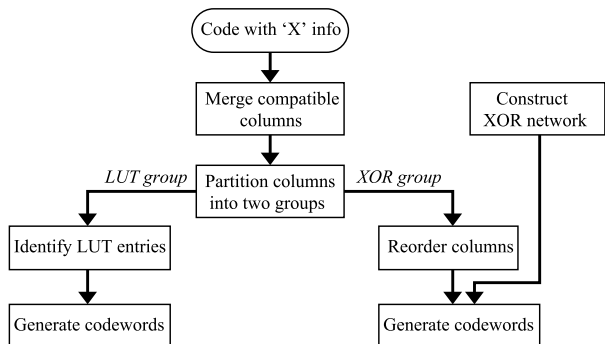 Code with ‘X’ info
Merge compatible
columns
Construct
XOR network
LUT group
Partition columns
into two groups
XOR group
Identify LUT entries
Reorder columns
Generate codewords
Generate codewords